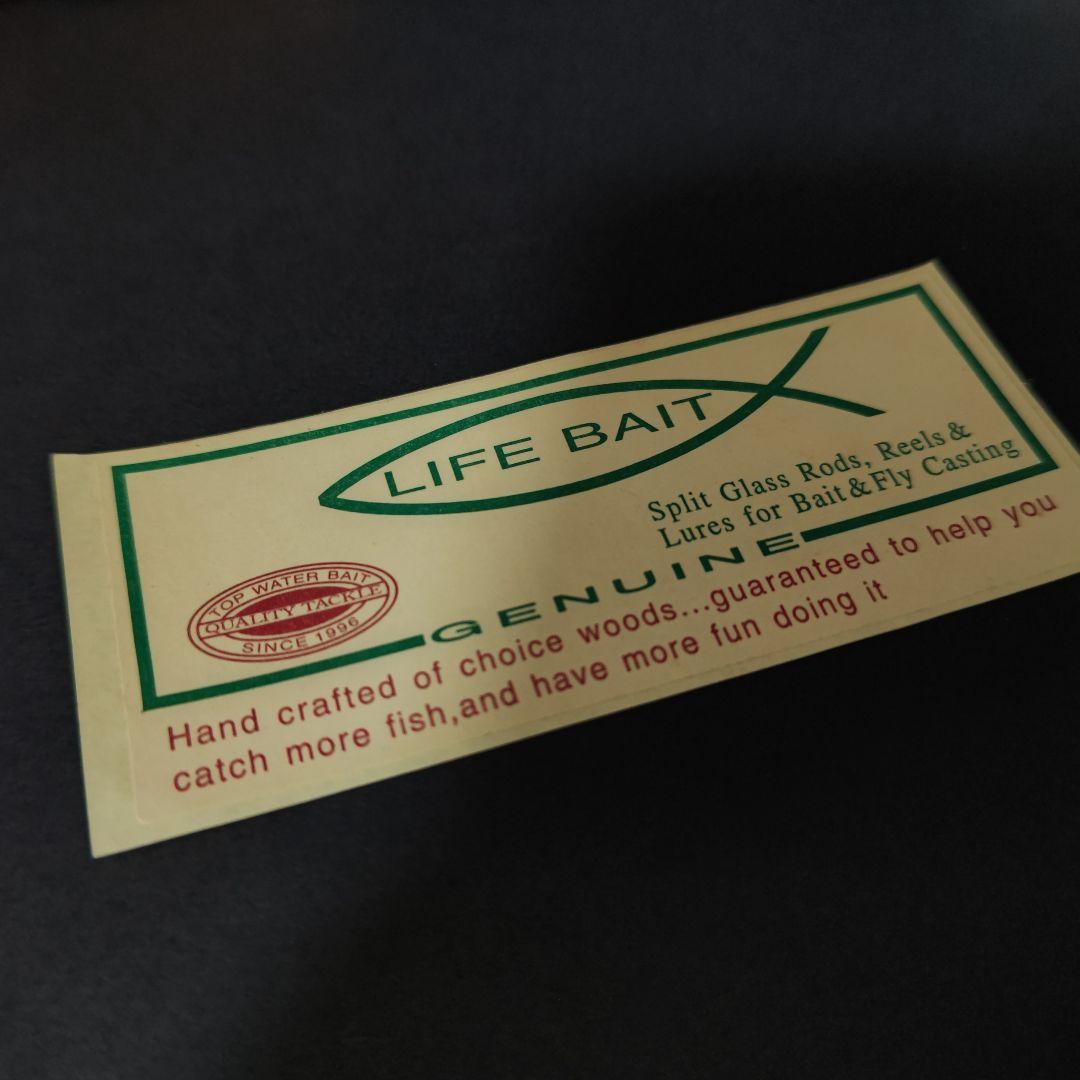 LIFE BAIT
Split Glass Rods, Reels &
Lures for Bait & Fly Casting
TOP WATER BAIT
QUALITY TACKLE
SINCE 1996
GENUINE
Hand crafted of choice woods...guaranteed to help you
catch more fish,and have more fun doing it